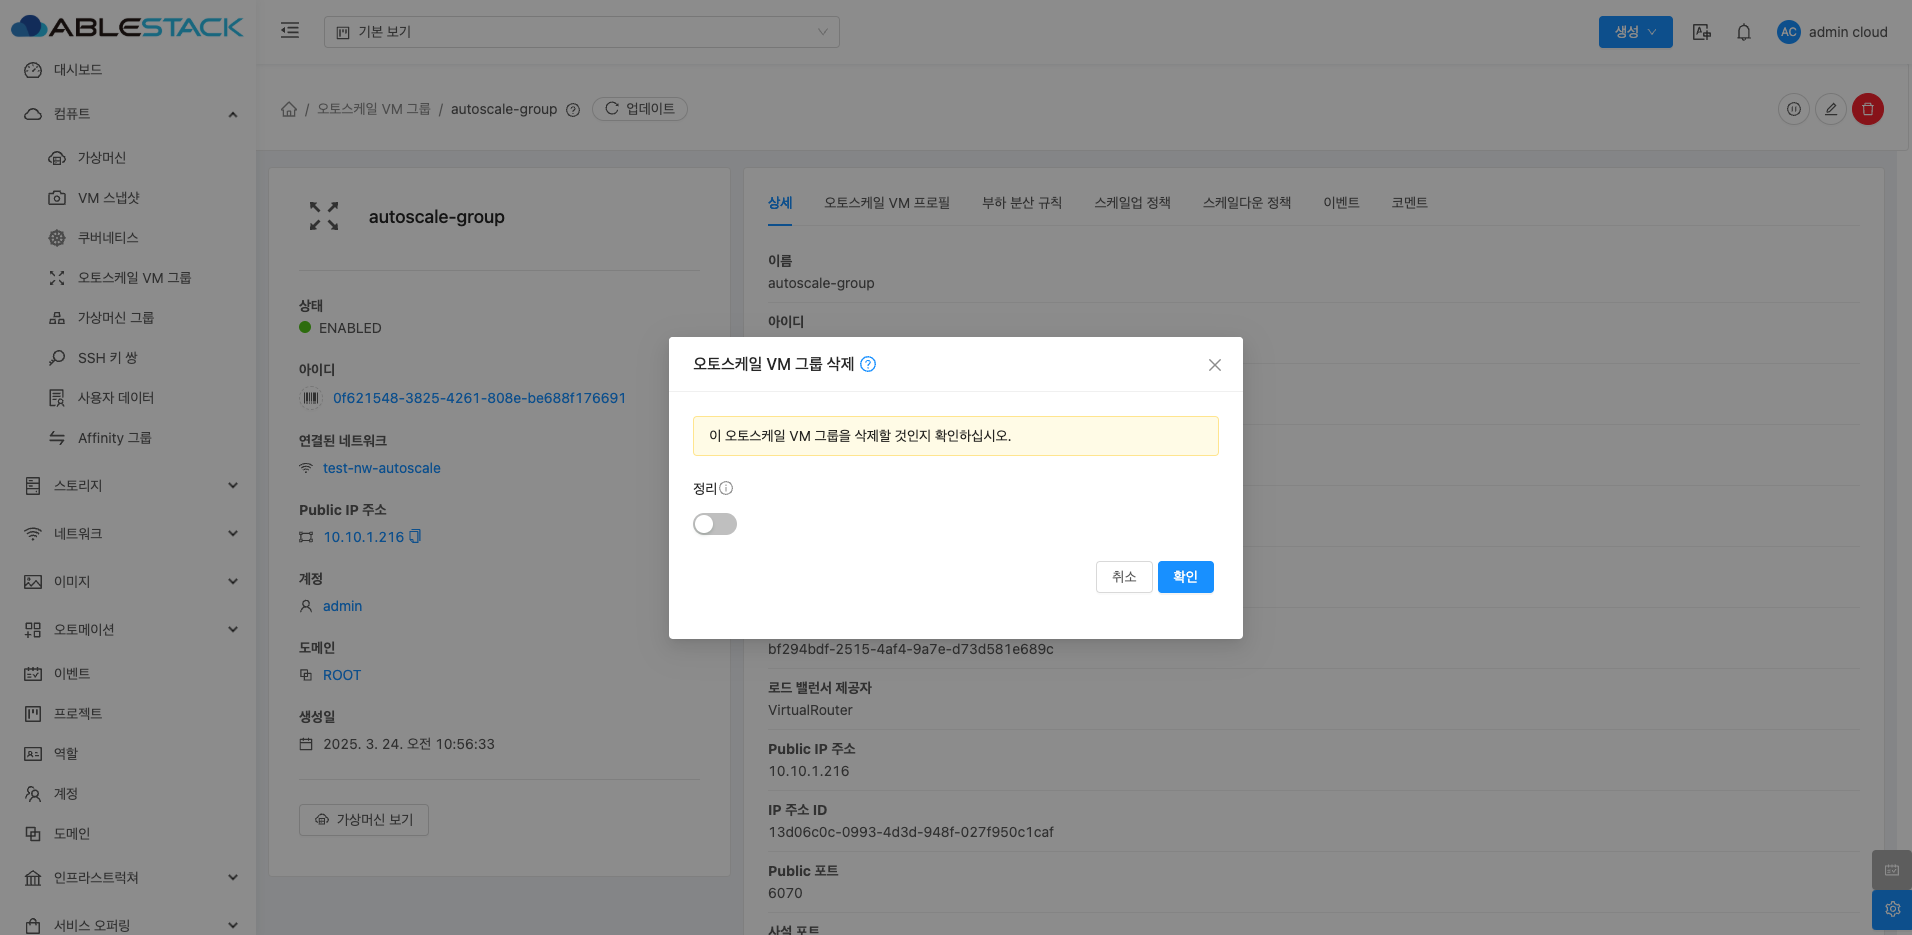 ABLESTACK
기본 보기
생성
AC
admin cloud
대시보드
컴퓨트
가상머신
VM 스냅샷
쿠버네티스
오토스케일 VM 그룹
가상머신 그룹
SSH 키 쌍
사용자 데이터
Affinity 그룹
스토리지
네트워크
이미지
오토메이션
이벤트
프로젝트
역할
계정
도메인
인프라스트럭쳐
서비스 오퍼링
/ 오토스케일 VM 그룹 / autoscale-group
업데이트
autoscale-group
상태
ENABLED
아이디
0f621548-3825-4261-808e-be688f176691
연결된 네트워크
test-nw-autoscale
Public IP 주소
10.10.1.216
계정
admin
도메인
ROOT
생성일
2025. 3. 24. 오전 10:56:33
가상머신 보기
상세
오토스케일 VM 프로필
부하 분산 규칙
스케일업 정책
스케일다운 정책
이벤트
코멘트
이름
autoscale-group
아이디
오토스케일 VM 그룹 삭제
이 오토스케일 VM 그룹을 삭제할 것인지 확인하십시오.
정리
취소
확인
bf294bdf-2515-4af4-9a7e-d73d581e689c
로드 밸런서 제공자
VirtualRouter
Public IP 주소
10.10.1.216
IP 주소 ID
13d06c0c-0993-4d3d-948f-027f950c1caf
Public 포트
6070
사설 포트